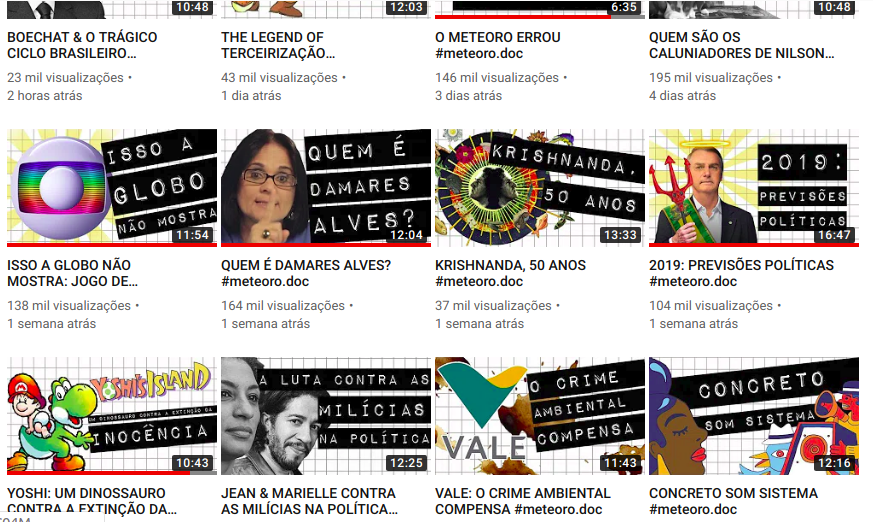 10:48
12:03
6:35
10:48
BOECHAT & O TRÁGICO
CICLO BRASILEIRO...
23 mil visualizações •
2 horas atrás
THE LEGEND OF
TERCEIRIZAÇÃO...
43 mil visualizações •
1 dia atrás
O METEORO ERROU
#meteoro.doc
146 mil visualizações •
3 dias atrás
QUEM SÃO OS
CALUNIADORES DE NILSON...
195 mil visualizações •
4 dias atrás
ISSO A
GLOBO
NÃO MOSTRA
11:54
QUEM É
DAMARES
ALVES?
12:04
KRISHNANDA,
50 ANOS
13:33
2019:
PREVISÕES
POLÍTICAS
16:47
ISSO A GLOBO NÃO
MOSTRA: JOGO DE...
138 mil visualizações •
1 semana atrás
QUEM É DAMARES ALVES?
#meteoro.doc
164 mil visualizações •
1 semana atrás
KRISHNANDA, 50 ANOS
#meteoro.doc
37 mil visualizações •
1 semana atrás
2019: PREVISÕES POLÍTICAS
#meteoro.doc
104 mil visualizações •
1 semana atrás
YOSHI'S ISLAND
UM DINOSSAURO CONTRA A EXTINÇÃO DA
INOCÊNCIA
10:43
A LUTA CONTRA AS
MILÍCIAS
NA POLÍTICA
12:25
O CRIME
AMBIENTAL
COMPENSA
VALE
11:43
CONCRETO
SOM SISTEMA
12:16
YOSHI: UM DINOSSAURO
CONTRA A EXTINÇÃO DA...
JEAN & MARIELLE CONTRA
AS MILÍCIAS NA POLÍTICA...
VALE: O CRIME AMBIENTAL
COMPENSA #meteoro.doc
CONCRETO SOM SISTEMA
#meteoro.doc